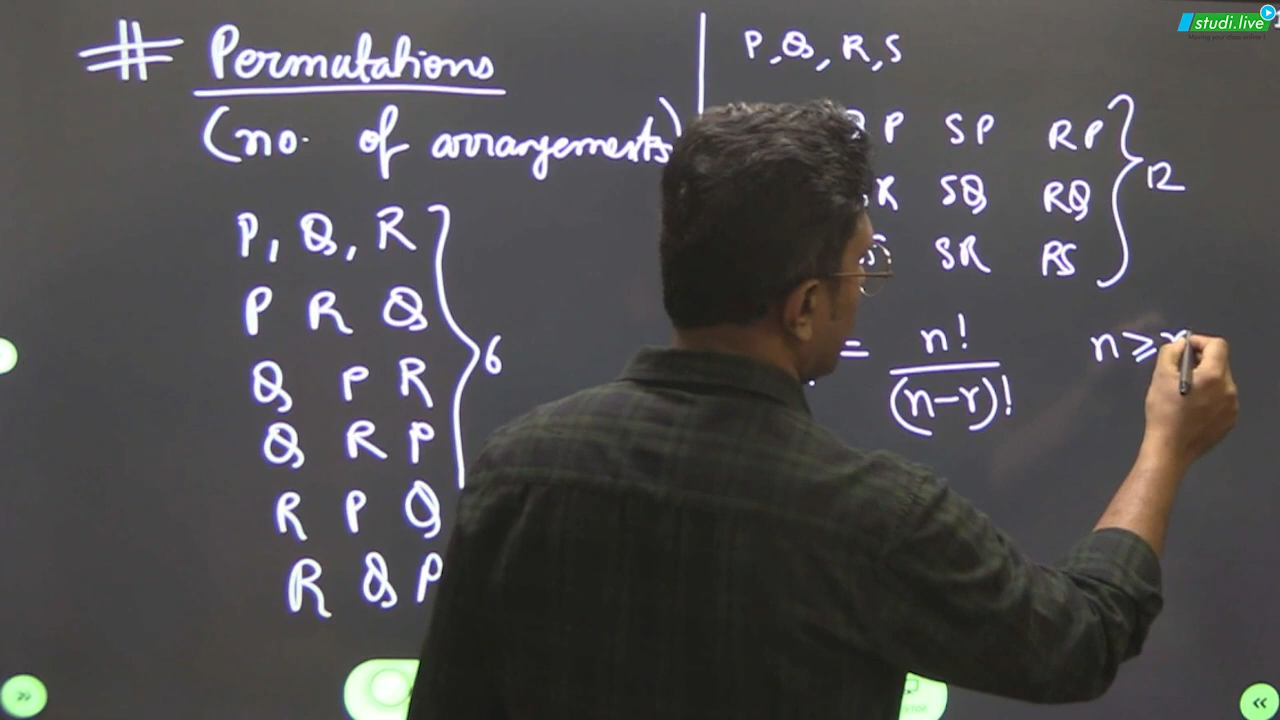 # Permutations
(no. of arrangements)
P, Q, R
P R Q
Q P R
Q R P
R P Q
R Q P
6
P, Q, R, S
P SP RP
R SQ RQ
S SR RS
12
= n! / (n-r)!
n ≥ r
studi.live